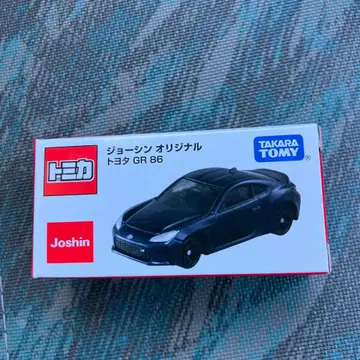 トミカ
ジョーシン オリジナル
トヨタ GR 86
TAKARA
TOMY
®
Joshin